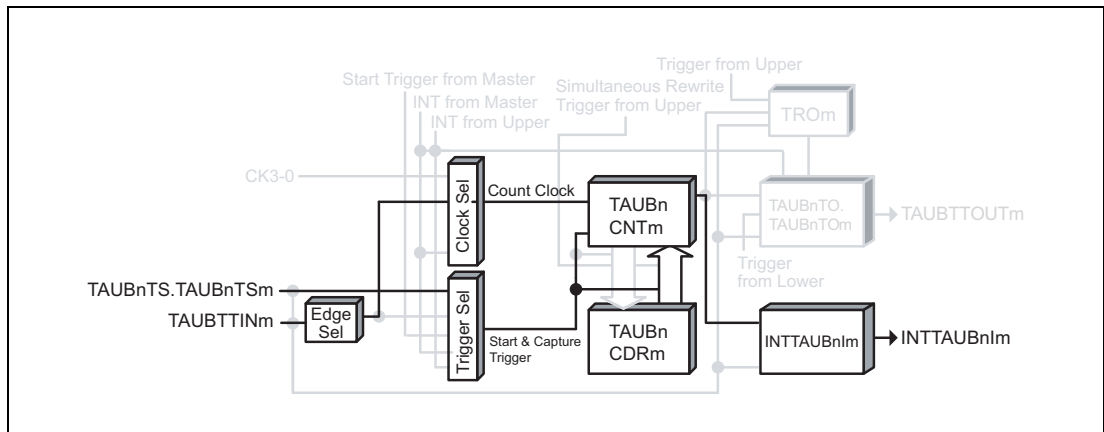 Trigger from Upper
Start Trigger from Master
Simultaneous Rewrite
Trigger from Upper
INT from Master
INT from Upper
TROm
CK3-0
Clock Sel
Count Clock
TAUBn
CNTm
TAUBnTO.
TAUBnTOm
TAUBTTOUTm
Trigger
from Lower
TAUBnTS.TAUBnTSm
TAUBTTINm
Edge
Sel
Trigger Sel
Start & Capture
Trigger
TAUBn
CDRm
INTTAUBnIm
INTTAUBnIm